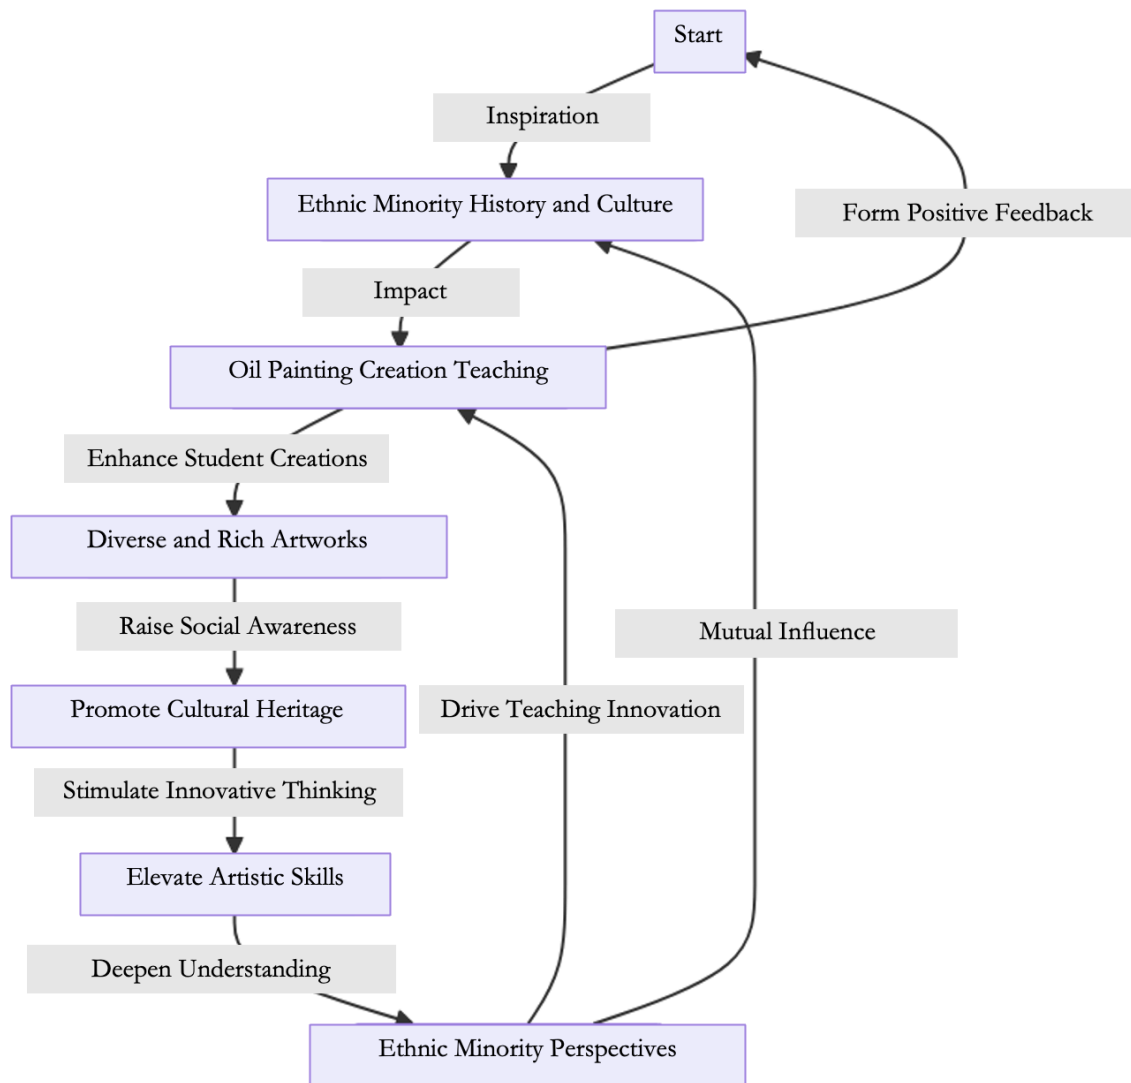 Start
Inspiration
Ethnic Minority History and Culture
Form Positive Feedback
Impact
Oil Painting Creation Teaching
Enhance Student Creations
Diverse and Rich Artworks
Raise Social Awareness
Mutual Influence
Promote Cultural Heritage
Drive Teaching Innovation
Stimulate Innovative Thinking
Elevate Artistic Skills
Deepen Understanding
Ethnic Minority Perspectives